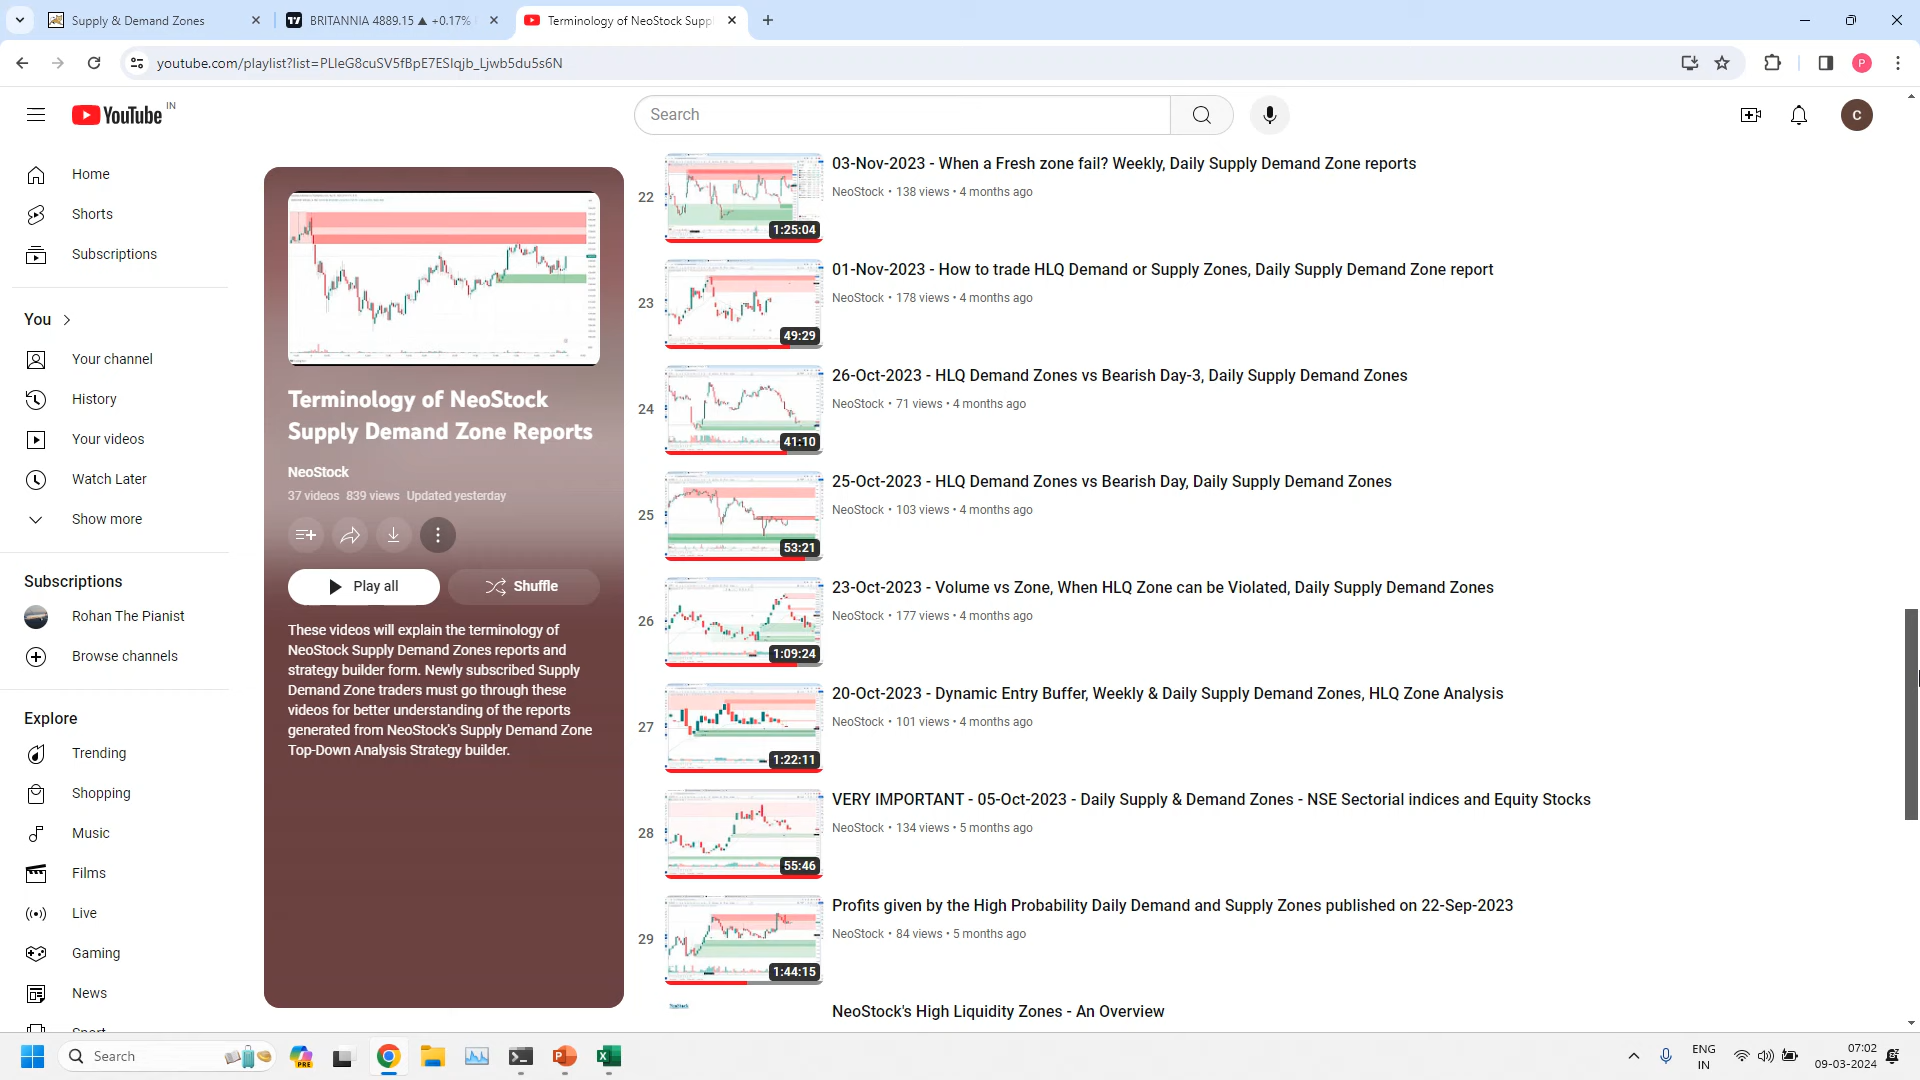 Supply & Demand Zones
BRITANNIA 4889.15 ▲ +0.17%
Terminology of NeoStock Supp
youtube.com/playlist?list=PLIeG8cuSV5fBpE7ESIqjb_Ljwb5du5s6N
P
YouTube IN
Search
C
Home
Shorts
Subscriptions
You
Your channel
History
Your videos
Watch Later
Show more
Subscriptions
Rohan The Pianist
Browse channels
Explore
Trending
Shopping
Music
Films
Live
Gaming
News
Sport
Terminology of NeoStock
Supply Demand Zone Reports
NeoStock
37 videos 839 views Updated yesterday
Play all
Shuffle
These videos will explain the terminology of
NeoStock Supply Demand Zones reports and
strategy builder form. Newly subscribed Supply
Demand Zone traders must go through these
videos for better understanding of the reports
generated from NeoStock's Supply Demand Zone
Top-Down Analysis Strategy builder.
22
1:25:04
03-Nov-2023 - When a Fresh zone fail? Weekly, Daily Supply Demand Zone reports
NeoStock • 138 views • 4 months ago
23
49:29
01-Nov-2023 - How to trade HLQ Demand or Supply Zones, Daily Supply Demand Zone report
NeoStock • 178 views • 4 months ago
24
41:10
26-Oct-2023 - HLQ Demand Zones vs Bearish Day-3, Daily Supply Demand Zones
NeoStock • 71 views • 4 months ago
25
53:21
25-Oct-2023 - HLQ Demand Zones vs Bearish Day, Daily Supply Demand Zones
NeoStock • 103 views • 4 months ago
26
1:09:24
23-Oct-2023 - Volume vs Zone, When HLQ Zone can be Violated, Daily Supply Demand Zones
NeoStock • 177 views • 4 months ago
27
1:22:11
20-Oct-2023 - Dynamic Entry Buffer, Weekly & Daily Supply Demand Zones, HLQ Zone Analysis
NeoStock • 101 views • 4 months ago
28
55:46
VERY IMPORTANT - 05-Oct-2023 - Daily Supply & Demand Zones - NSE Sectorial indices and Equity Stocks
NeoStock • 134 views • 5 months ago
29
1:44:15
Profits given by the High Probability Daily Demand and Supply Zones published on 22-Sep-2023
NeoStock • 84 views • 5 months ago
NeoStock's High Liquidity Zones - An Overview
Search
PRE
ENG
IN
07:02
09-03-2024